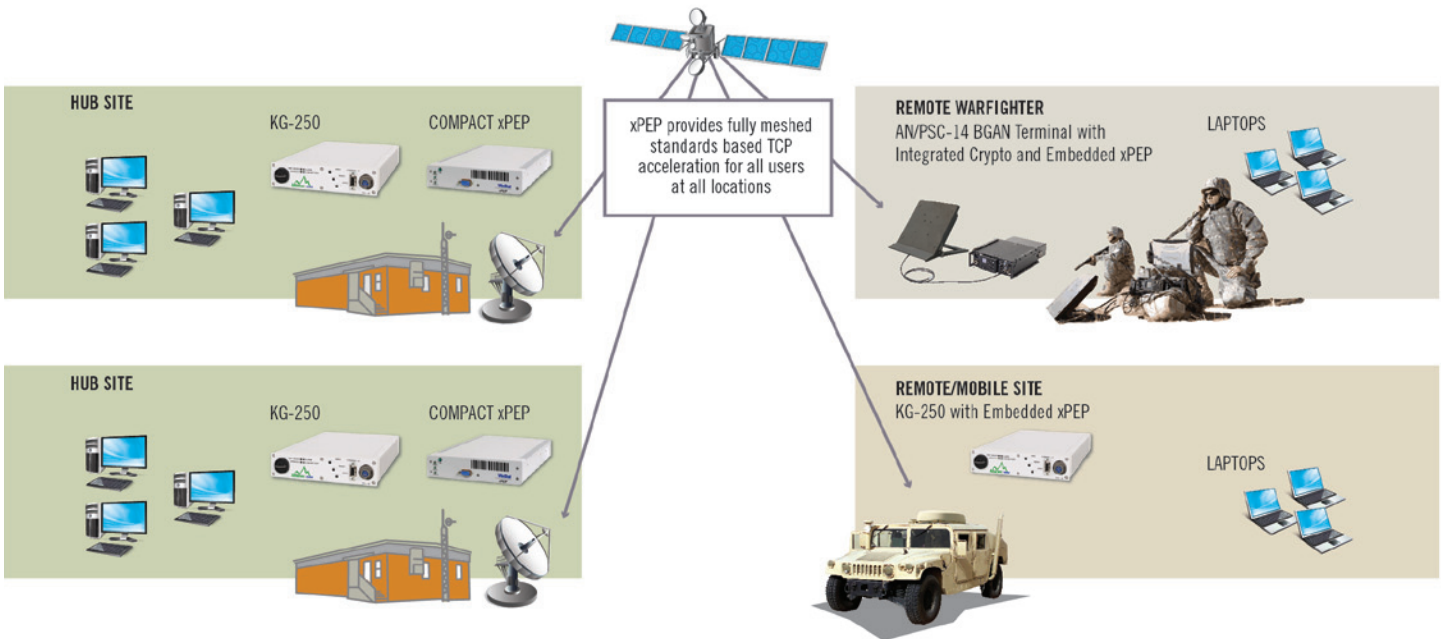 HUB SITE
KG-250
COMPACT xPEP
xPEP provides fully meshed
standards based TCP
acceleration for all users
at all locations
REMOTE WARFIGHTER
AN/PSC-14 BGAN Terminal with
Integrated Crypto and Embedded xPEP
LAPTOPS
HUB SITE
KG-250
COMPACT xPEP
REMOTE/MOBILE SITE
KG-250 with Embedded xPEP
LAPTOPS